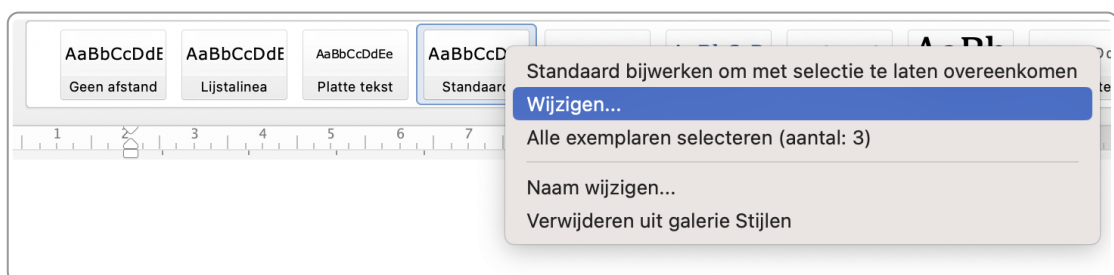 AaBbCcDdE AaBbCcDdE AaBbCcDdEe AaBbCcD
Geen afstand Lijstalinea Platte tekst Standaard
Standaard bijwerken om met selectie te laten overeenkomen
Wijzigen...
Alle exemplaren selecteren (aantal: 3)
Naam wijzigen...
Verwijderen uit galerie Stijlen
1 2 3 4 5 6 7